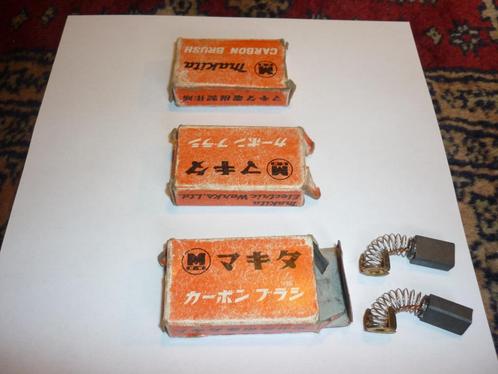 makita
CARBON BRUSH
マキタ電機製作所
マキタ
カーボンブラシ
Makita
Electric Works, Ltd
M マキタ
カーボンブラシ